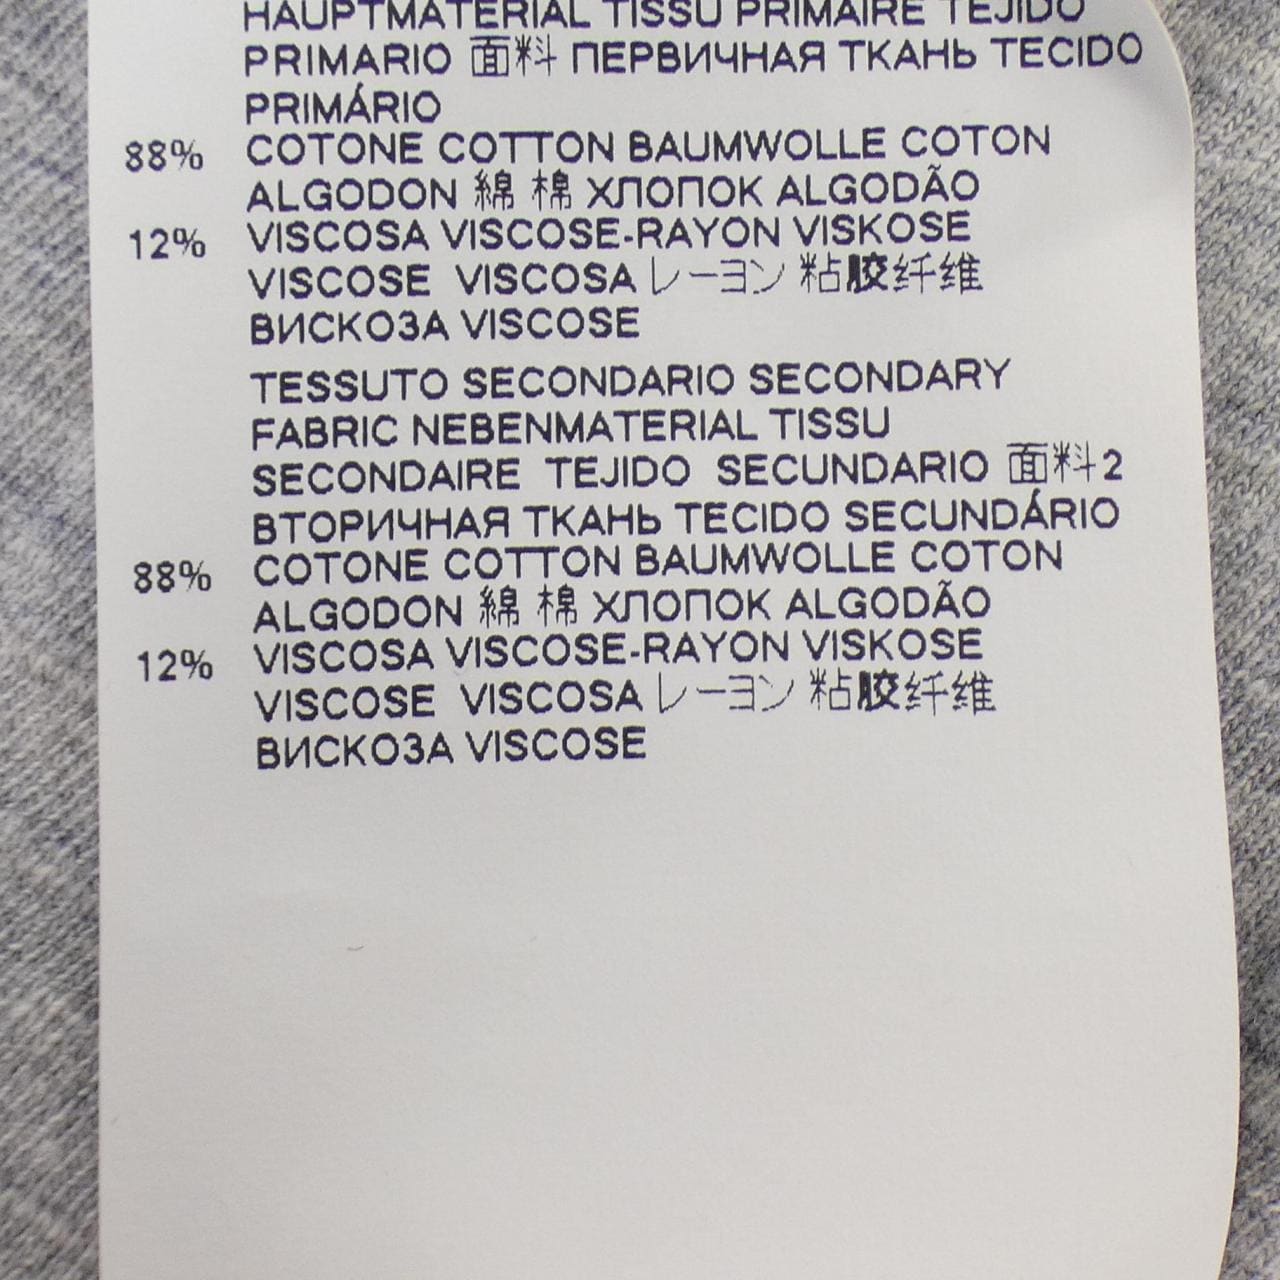 HAUPTMATERIAL TISSU PRIMAIRE TEJIDO
PRIMARIO 面料 ПЕРВИЧНАЯ ТКАНЬ TECIDO
PRIMÁRIO
88% COTONE COTTON BAUMWOLLE COTON
ALGODON 綿 棉 ХЛОПОК ALGODÃO
12% VISCOSA VISCOSE-RAYON VISKOSE
VISCOSE VISCOSA レーヨン 粘胶纤维
ВИСКОЗА VISCOSE
TESSUTO SECONDARIO SECONDARY
FABRIC NEBENMATERIAL TISSU
SECONDAIRE TEJIDO SECUNDARIO 面料2
ВТОРИЧНАЯ ТКАНЬ TECIDO SECUNDÁRIO
88% COTONE COTTON BAUMWOLLE COTON
ALGODON 綿 棉 ХЛОПОК ALGODÃO
12% VISCOSA VISCOSE-RAYON VISKOSE
VISCOSE VISCOSA レーヨン 粘胶纤维
ВИСКОЗА VISCOSE